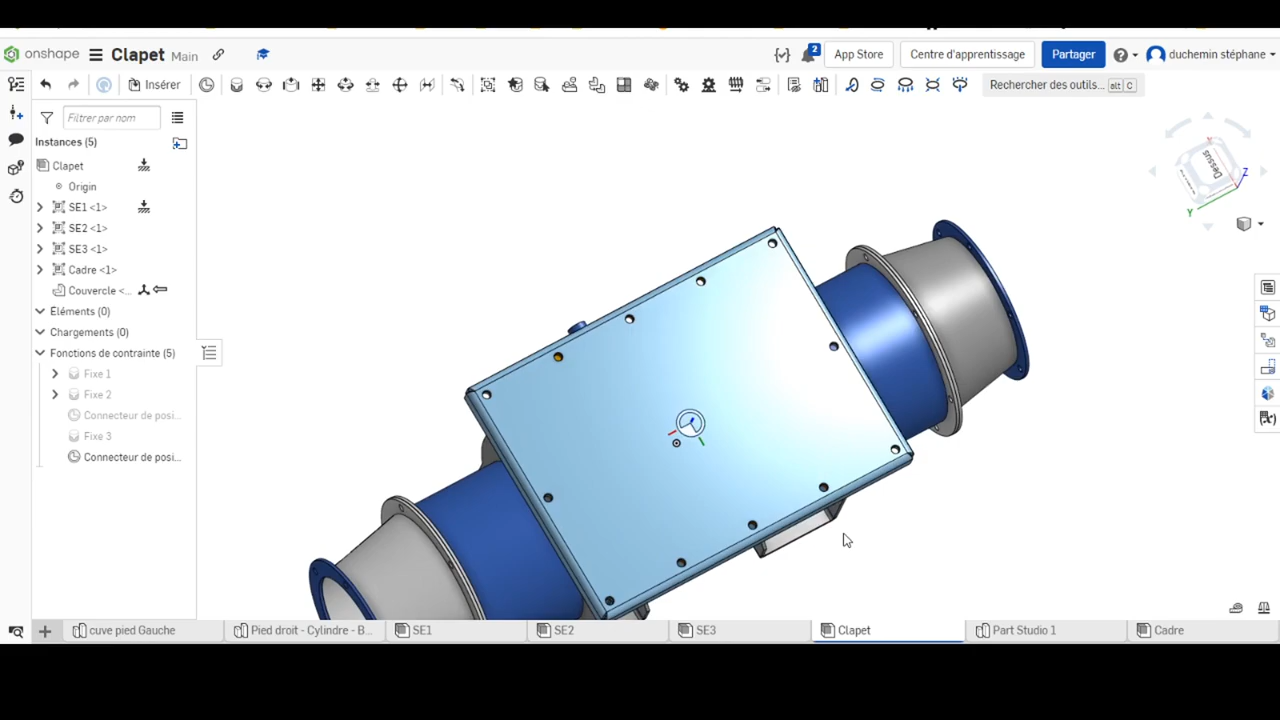 onshape Clapet Main 2 App Store Centre d'apprentissage Partager duchemin stéphane
Insérer Rechercher des outils... alt C
Filtrer par nom
Instances (5)
Clapet
Origin
SE1 <1>
SE2 <1>
SE3 <1>
Cadre <1>
Couvercle <...
Éléments (0)
Chargements (0)
Fonctions de contrainte (5)
Fixe 1
Fixe 2
Connecteur de posi...
Fixe 3
Connecteur de posi...
Dessus
Z
Y
cuve pied Gauche Pied droit - Cylindre - B... SE1 SE2 SE3 Clapet Part Studio 1 Cadre